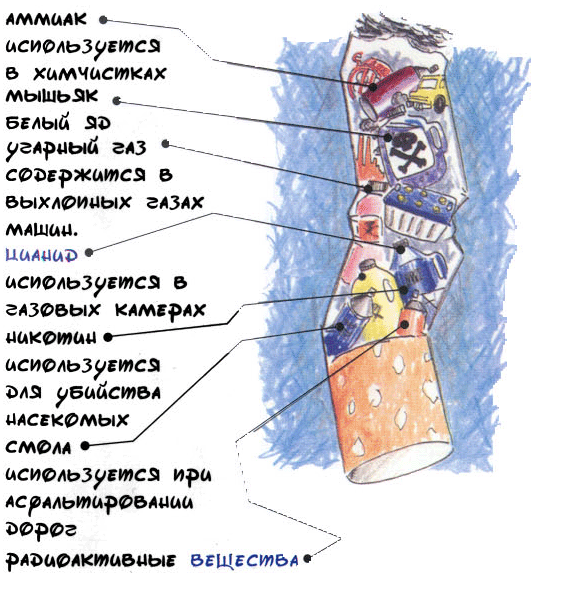 АММИАК
ИСПОЛЬЗУЕТСЯ
В ХИМЧИСТКАХ
МЫШЬЯК
БЕЛЫЙ ЯД
УГАРНЫЙ ГАЗ
СОДЕРЖИТСЯ В
ВЫХЛОПНЫХ ГАЗАХ
МАШИН.
ЦИАНИД
ИСПОЛЬЗУЕТСЯ В
ГАЗОВЫХ КАМЕРАХ
НИКОТИН
ИСПОЛЬЗУЕТСЯ
ДЛЯ УБИЙСТВА
НАСЕКОМЫХ
СМОЛА
ИСПОЛЬЗУЕТСЯ ПРИ
АСФАЛЬТИРОВАНИИ
ДОРОГ
РАДИОАКТИВНЫЕ ВЕЩЕСТВА